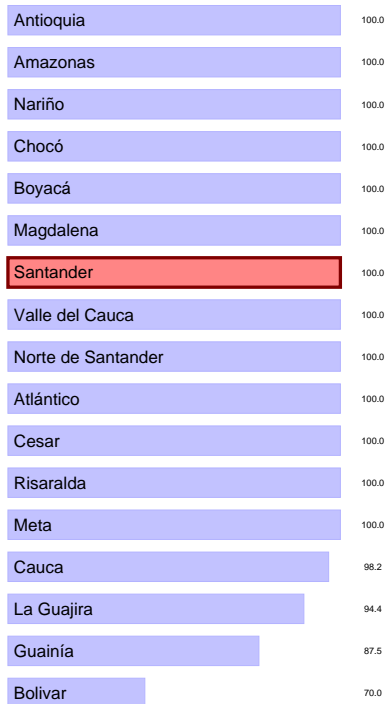 Antioquia 100.0
Amazonas 100.0
Nariño 100.0
Chocó 100.0
Boyacá 100.0
Magdalena 100.0
Santander 100.0
Valle del Cauca 100.0
Norte de Santander 100.0
Atlántico 100.0
Cesar 100.0
Risaralda 100.0
Meta 100.0
Cauca 98.2
La Guajira 94.4
Guainía 87.5
Bolivar 70.0